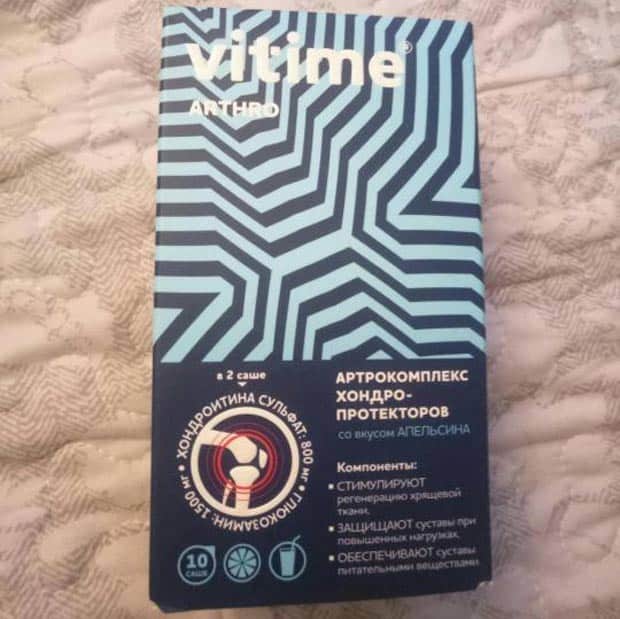 vitime®
ARTHRO
в 2 саше
• ХОНДРОИТИНА СУЛЬФАТ: 800 мг • ГЛЮКОЗАМИН: 1500 мг
АРТРОКОМПЛЕКС
ХОНДРО-
ПРОТЕКТОРОВ
со вкусом АПЕЛЬСИНА
Компоненты:
• СТИМУЛИРУЮТ
регенерацию хрящевой
ткани.
• ЗАЩИЩАЮТ суставы при
повышенных нагрузках.
• ОБЕСПЕЧИВАЮТ суставы
питательными веществами.
10
САШЕ